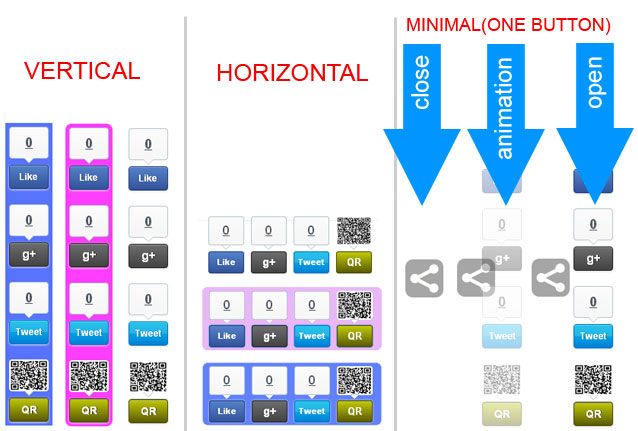 VERTICAL
0 0 0
Like Like Like
0 0 0
g+ g+ g+
0 0 0
Tweet Tweet Tweet
QR QR QR
HORIZONTAL
0 0 0
Like g+ Tweet QR
0 0 0
Like g+ Tweet QR
0 0 0
Like g+ Tweet QR
MINIMAL(ONE BUTTON)
close
animation
open
0 0
g+ g+
0 0
Tweet Tweet
QR QR